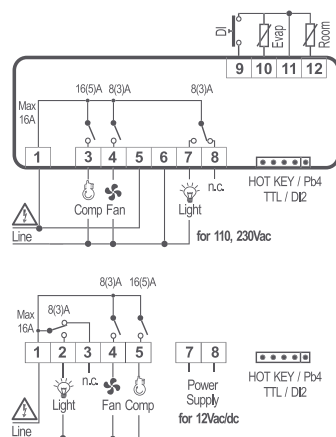 DI
Evap
Room
9 10 11 12
16(5)A 8(3)A 8(3)A
Max
16A
1 3 4 5 6 7 8
n.c.
HOT KEY / Pb4
TTL / DI2
Comp Fan Light
Line
for 110, 230Vac
8(3)A 16(5)A
Max 8(3)A
16A
1 2 3 4 5 7 8
n.c.
HOT KEY / Pb4
TTL / DI2
Light Fan Comp
Power
Supply
for 12Vac/dc
Line